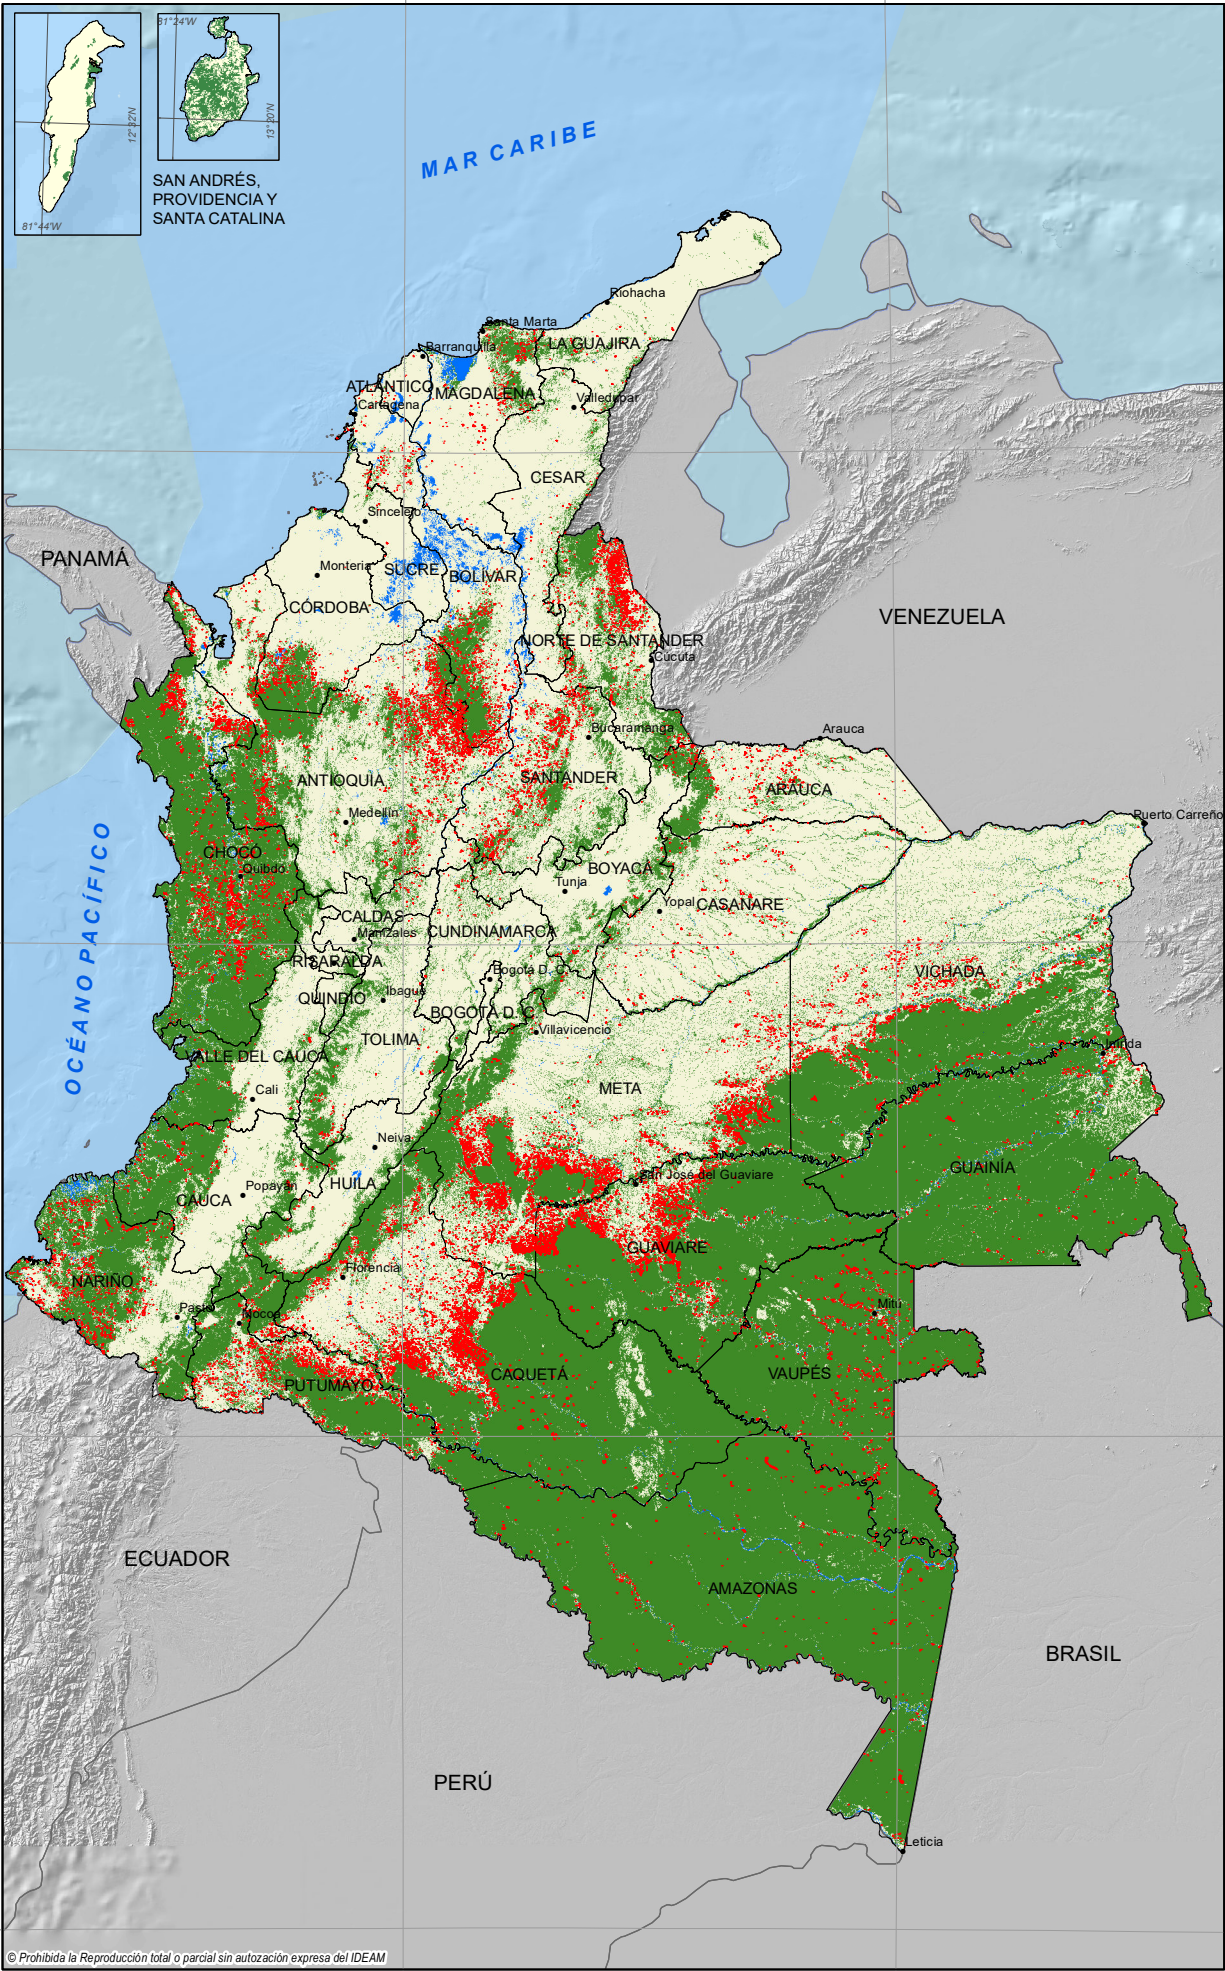 81°24'W
12°32'N
13°20'N
81°44'W
SAN ANDRÉS,
PROVIDENCIA Y
SANTA CATALINA
MAR CARIBE
Riohacha
Santa Marta
LA GUAJIRA
Barranquilla
ATLÁNTICO
MAGDALENA
Cartagena
Valledupar
CESAR
Sincelejo
PANAMÁ
Montería
SUCRE
BOLÍVAR
CÓRDOBA
VENEZUELA
NORTE DE SANTANDER
Cúcuta
Bucaramanga
Arauca
ANTIOQUIA
SANTANDER
ARAUCA
Medellín
Puerto Carreño
OCÉANO PACÍFICO
CHOCÓ
Quibdó
BOYACÁ
Tunja
Yopal
CASANARE
CALDAS
Manizales
CUNDINAMARCA
RISARALDA
Bogotá D. C.
VICHADA
QUINDÍO
Ibagué
BOGOTÁ D. C.
TOLIMA
Villavicencio
VALLE DEL CAUCA
Inírida
Cali
META
Neiva
GUAINÍA
San José del Guaviare
HUILA
CAUCA
Popayán
GUAVIARE
Florencia
NARIÑO
Pasto
Mocoa
Mitú
CAQUETÁ
VAUPÉS
PUTUMAYO
ECUADOR
AMAZONAS
BRASIL
PERÚ
Leticia
© Prohibida la Reproducción total o parcial sin autozación expresa del IDEAM